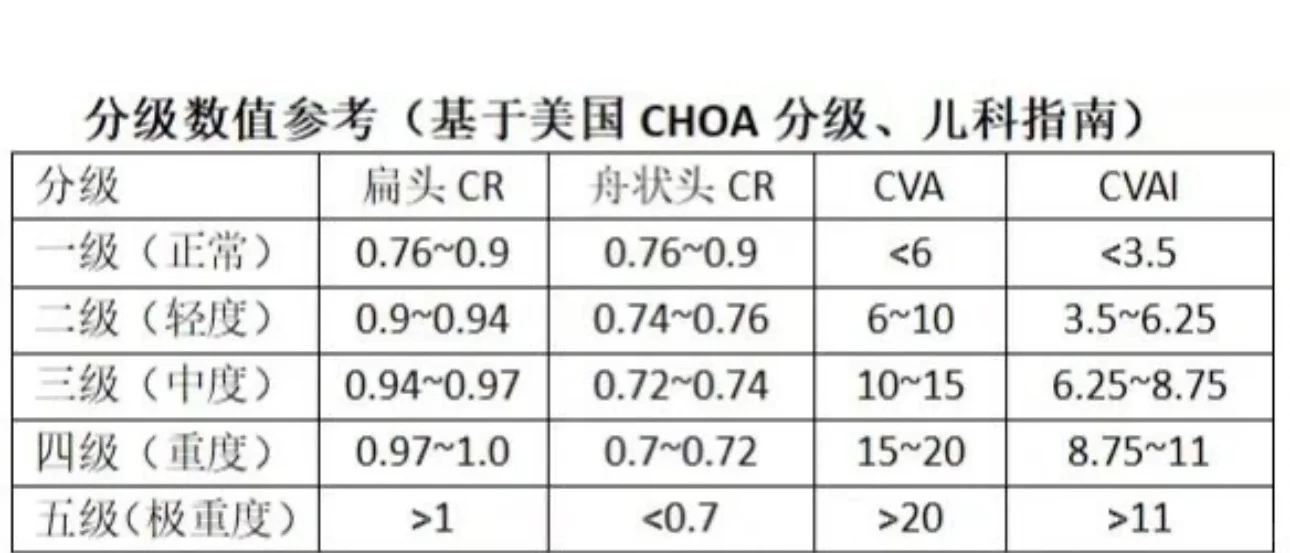 分级数值参考（基于美国 CHOA 分级、儿科指南）
分级 扁头 CR 舟状头 CR CVA CVAI
一级（正常） 0.76~0.9 0.76~0.9 <6 <3.5
二级（轻度） 0.9~0.94 0.74~0.76 6~10 3.5~6.25
三级（中度） 0.94~0.97 0.72~0.74 10~15 6.25~8.75
四级（重度） 0.97~1.0 0.7~0.72 15~20 8.75~11
五级(极重度） >1 <0.7 >20 >11